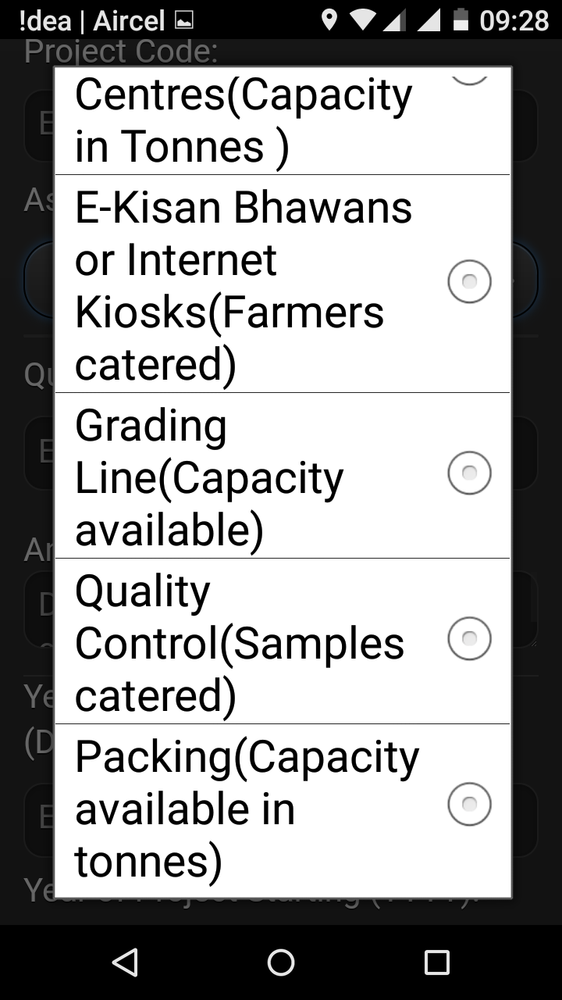 !dea | Aircel 09:28
Project Code:
Centres(Capacity
in Tonnes )
E-Kisan Bhawans
or Internet
Kiosks(Farmers
catered)
Grading
Line(Capacity
available)
Quality
Control(Samples
catered)
Packing(Capacity
available in
tonnes)